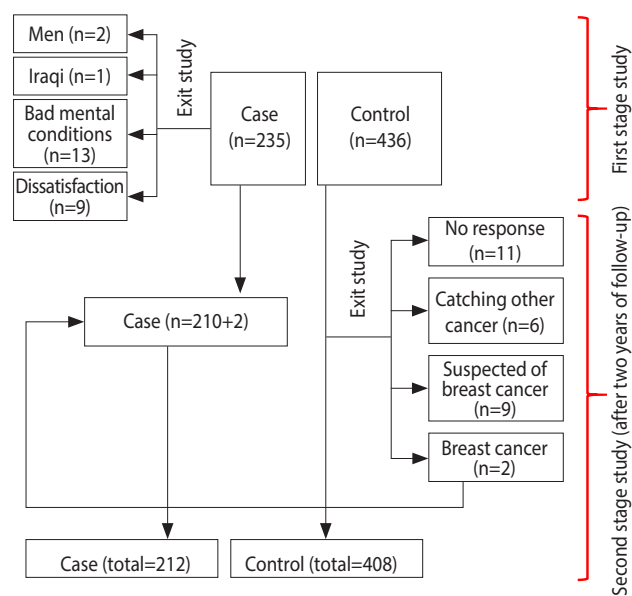 Men (n=2)
Iraqi (n=1)
Bad mental
conditions
(n=13)
Dissatisfaction
(n=9)
Exit study
Case
(n=235)
Control
(n=436)
First stage study
No response
(n=11)
Catching other
cancer (n=6)
Suspected of
breast cancer
(n=9)
Breast cancer
(n=2)
Exit study
Case (n=210+2)
Case (total=212)
Control (total=408)
Second stage study (after two years of follow-up)